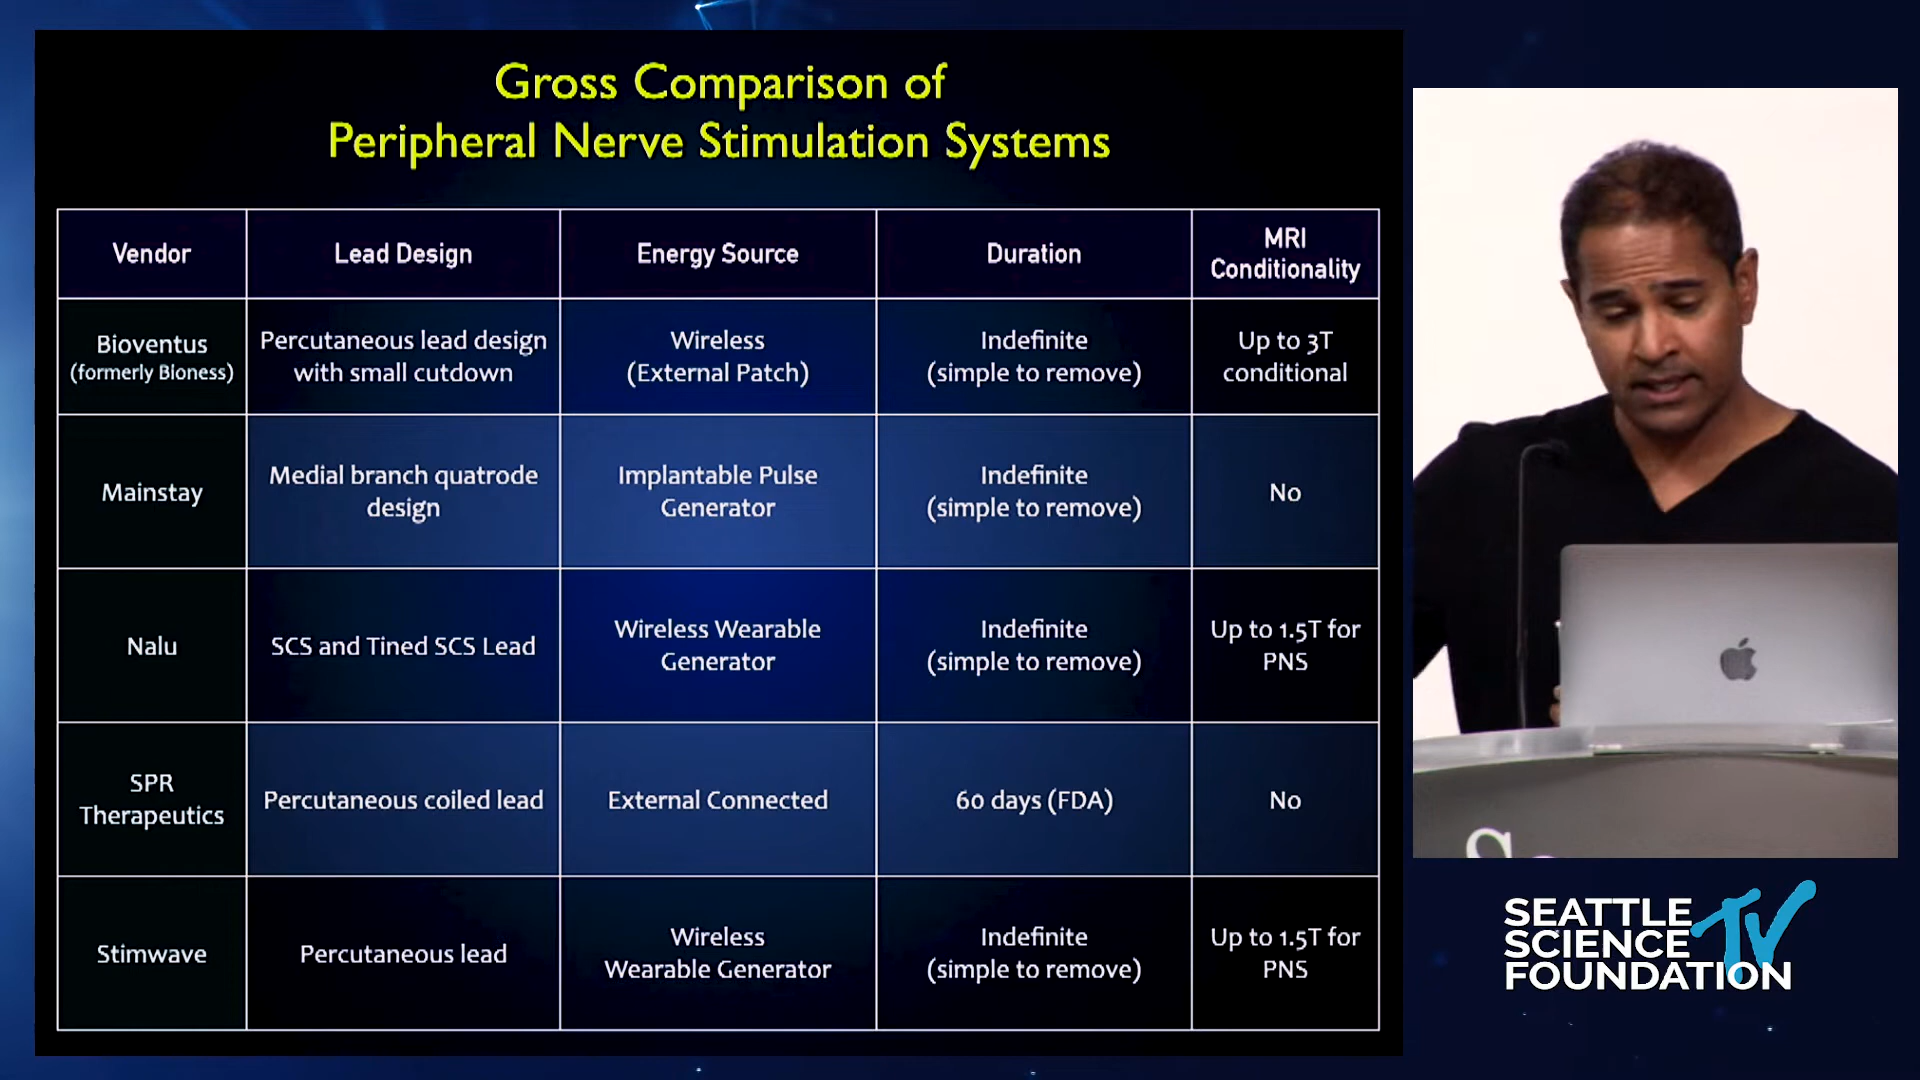 Gross Comparison of
Peripheral Nerve Stimulation Systems
Vendor
Lead Design
Energy Source
Duration
MRI
Conditionality
Bioventus
(formerly Bloness)
Percutaneous lead design
with small cutdown
Wireless
(External Patch)
Indefinite
(simple to remove)
Up to 3T
conditional
Mainstay
Medial branch quatrode
design
Implantable Pulse
Generator
Indefinite
(simple to remove)
No
Nalu
SCS and Tined SCS Lead
Wireless Wearable
Generator
Indefinite
(simple to remove)
Up to 1.5T for
PNS
SPR
Therapeutics
Percutaneous coiled lead
External Connected
60 days (FDA)
No
Stimwave
Percutaneous lead
Wireless
Wearable Generator
Indefinite
(simple to remove)
Up to 1.5T for
PNS
SEATTLE
SCIENCE
FOUNDATION
TV